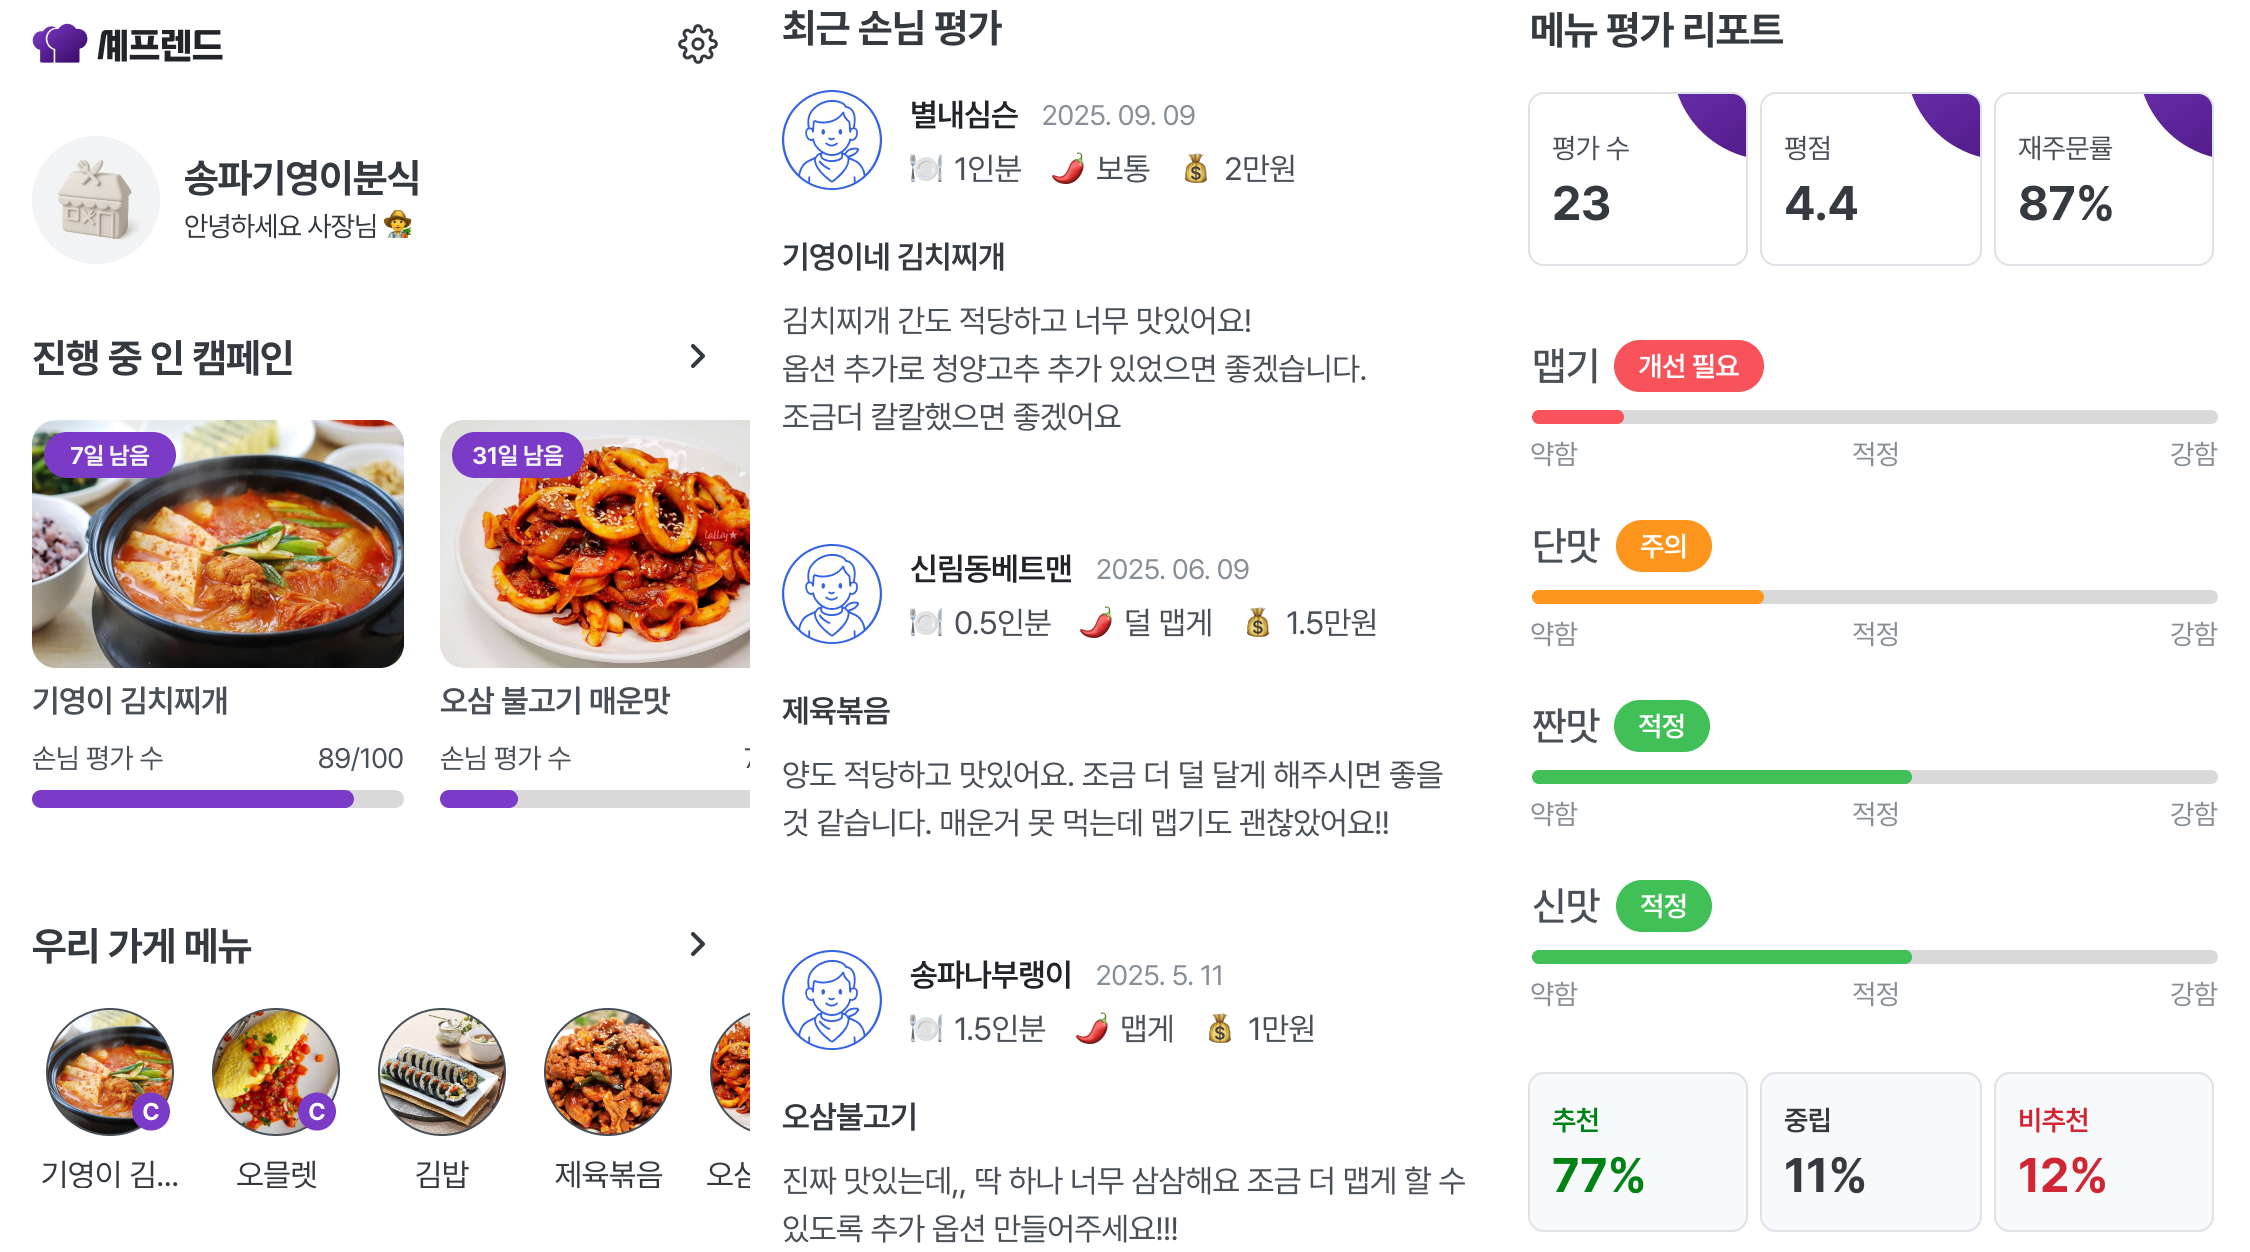 셰프렌드
송파기영이분식
안녕하세요 사장님
진행 중 인 캠페인
7일 남음
31일 남음
기영이 김치찌개
오삼 불고기 매운맛
손님 평가 수
89/100
손님 평가 수
우리 가게 메뉴
C
C
기영이 김...
오믈렛
김밥
제육볶음
오삼
최근 손님 평가
별내심슨 2025. 09. 09
1인분 보통 2만원
기영이네 김치찌개
김치찌개 간도 적당하고 너무 맛있어요!
옵션 추가로 청양고추 추가 있었으면 좋겠습니다.
조금더 칼칼했으면 좋겠어요
신림동베트맨 2025. 06. 09
0.5인분 덜 맵게 1.5만원
제육볶음
양도 적당하고 맛있어요. 조금 더 덜 달게 해주시면 좋을
것 같습니다. 매운거 못 먹는데 맵기도 괜찮았어요!!
송파나부랭이 2025. 5. 11
1.5인분 맵게 1만원
오삼불고기
진짜 맛있는데,, 딱 하나 너무 삼삼해요 조금 더 맵게 할 수
있도록 추가 옵션 만들어주세요!!!
메뉴 평가 리포트
평가 수
23
평점
4.4
재주문률
87%
맵기 개선 필요
약함 적정 강함
단맛 주의
약함 적정 강함
짠맛 적정
약함 적정 강함
신맛 적정
약함 적정 강함
추천
77%
중립
11%
비추천
12%